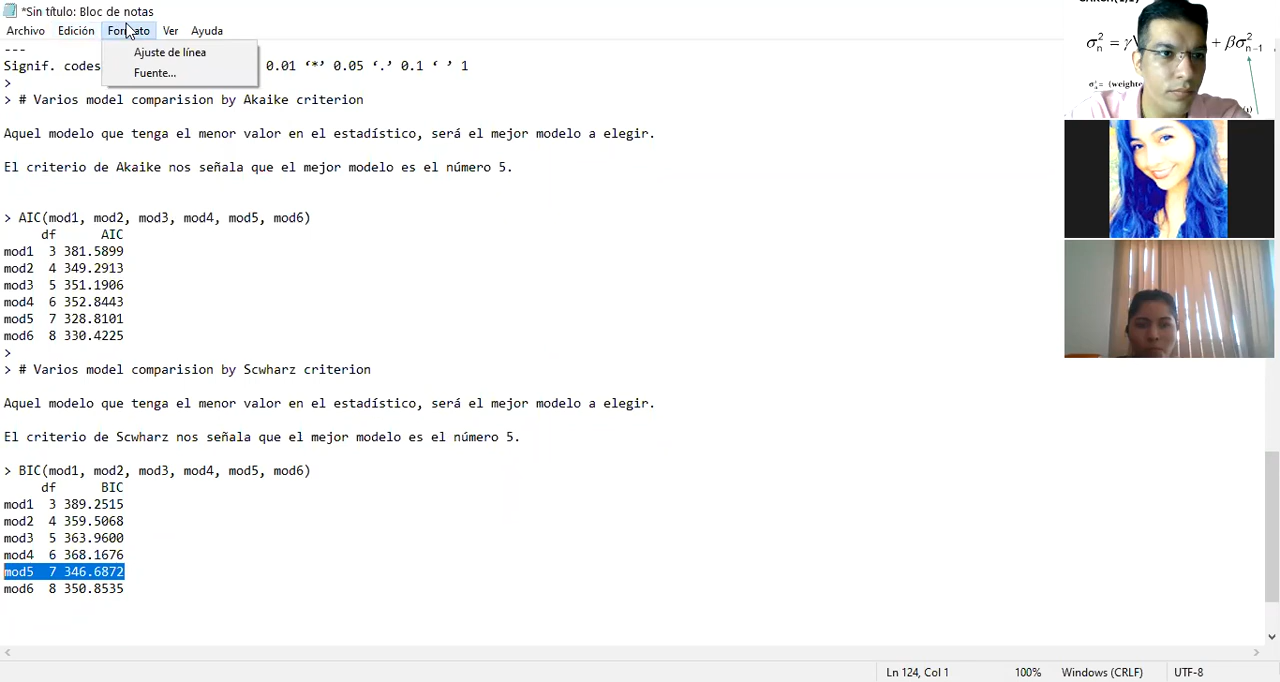 *Sin título: Bloc de notas
Archivo Edición Formato Ver Ayuda
Ajuste de línea
Fuente...
---
Signif. codes 0.01 ‘*’ 0.05 ‘.’ 0.1 ‘ ’ 1
>
> # Varios model comparision by Akaike criterion
Aquel modelo que tenga el menor valor en el estadístico, será el mejor modelo a elegir.
El criterio de Akaike nos señala que el mejor modelo es el número 5.
> AIC(mod1, mod2, mod3, mod4, mod5, mod6)
df AIC
mod1 3 381.5899
mod2 4 349.2913
mod3 5 351.1906
mod4 6 352.8443
mod5 7 328.8101
mod6 8 330.4225
>
> # Varios model comparision by Scwharz criterion
Aquel modelo que tenga el menor valor en el estadístico, será el mejor modelo a elegir.
El criterio de Scwharz nos señala que el mejor modelo es el número 5.
> BIC(mod1, mod2, mod3, mod4, mod5, mod6)
df BIC
mod1 3 389.2515
mod2 4 359.5068
mod3 5 363.9600
mod4 6 368.1676
mod5 7 346.6872
mod6 8 350.8535
Ln 124, Col 1 100% Windows (CRLF) UTF-8